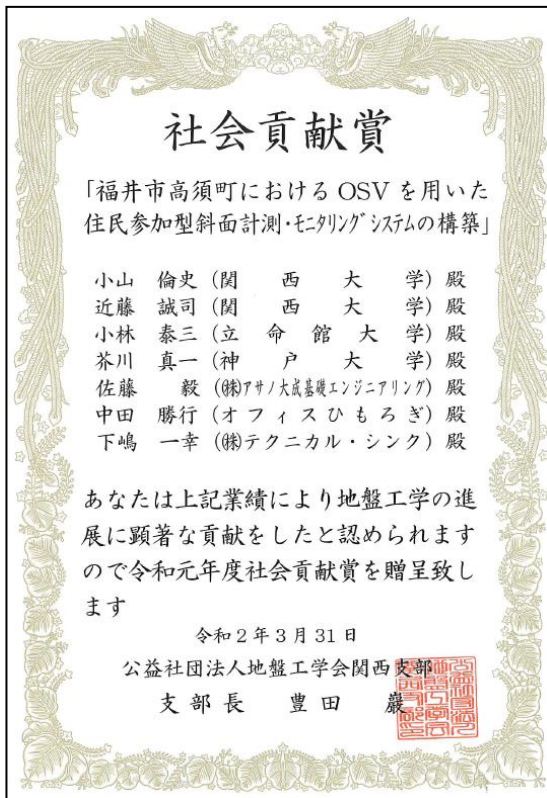 社会貢献賞
「福井市高須町における OSV を用いた
住民参加型斜面計測・モニタリングシステムの構築」
小山 倫史 (関西大学) 殿
近藤 誠司 (関西大学) 殿
小林 泰三 (立命館大学) 殿
芥川 真一 (神戸大学) 殿
佐藤 毅 (㈱アサノ大成基礎エンジニアリング) 殿
中田 勝行 (オフィスひもろぎ) 殿
下嶋 一幸 (㈱テクニカル・シンク) 殿
あなたは上記業績により地盤工学の進
展に顕著な貢献をしたと認められます
ので令和元年度社会貢献賞を贈呈致し
ます
令和2年3月31日
公益社団法人地盤工学会関西支部
支部長 豊田 巖